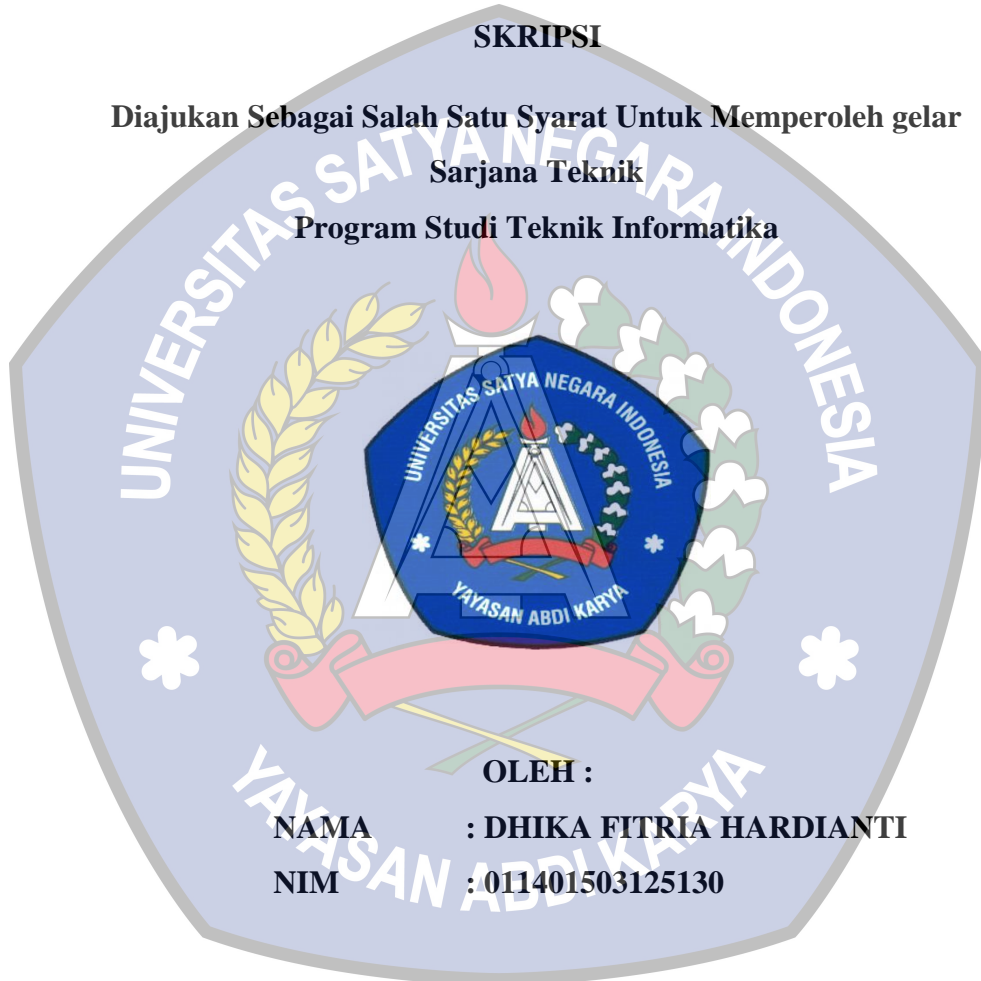 SKRIPSI
Diajukan Sebagai Salah Satu Syarat Untuk Memperoleh gelar
Sarjana Teknik
Program Studi Teknik Informatika
UNIVERSITAS SATYA NEGARA INDONESIA
UNIVERSITAS SATYA NEGARA INDONESIA
YAYASAN ABDI KARYA
OLEH :
NAMA : DHIKA FITRIA HARDIANTI
NIM : 011401503125130
YAYASAN ABDI KARYA